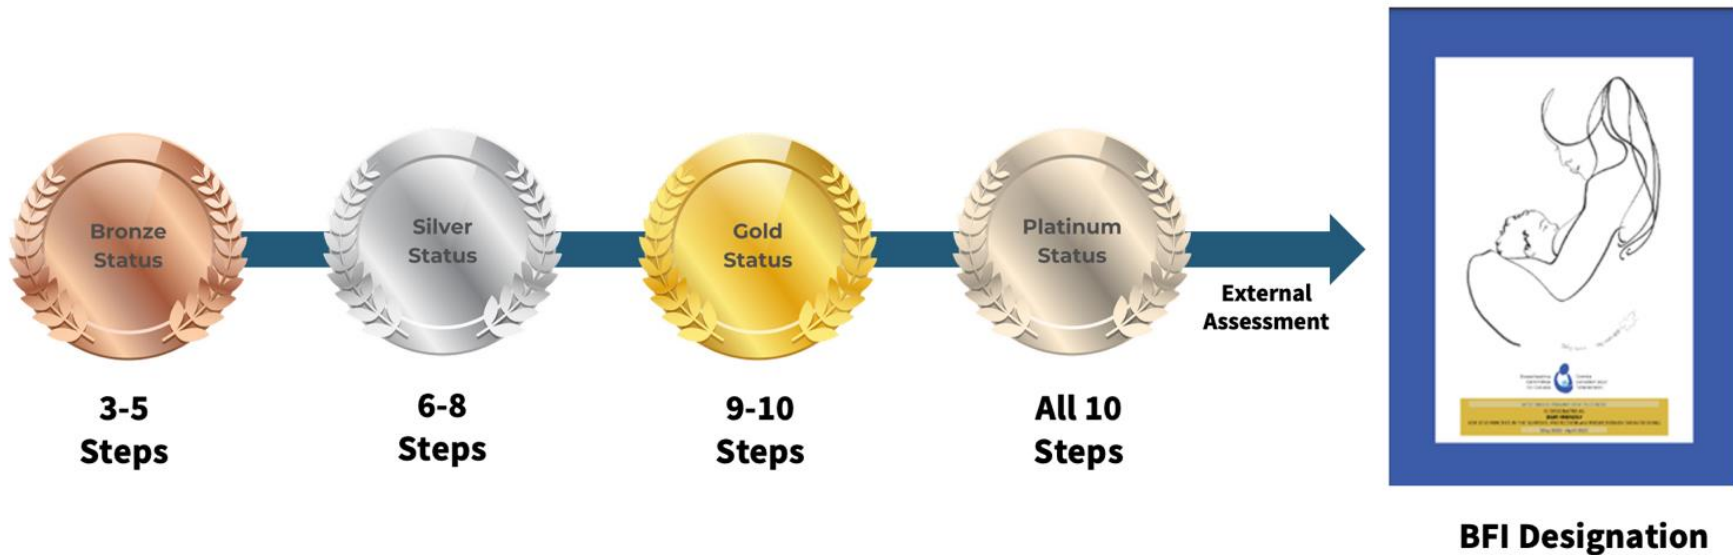 Bronze
Status
Silver
Status
Gold
Status
Platinum
Status
External
Assessment
3-5
Steps
6-8
Steps
9-10
Steps
All 10
Steps
BFI Designation